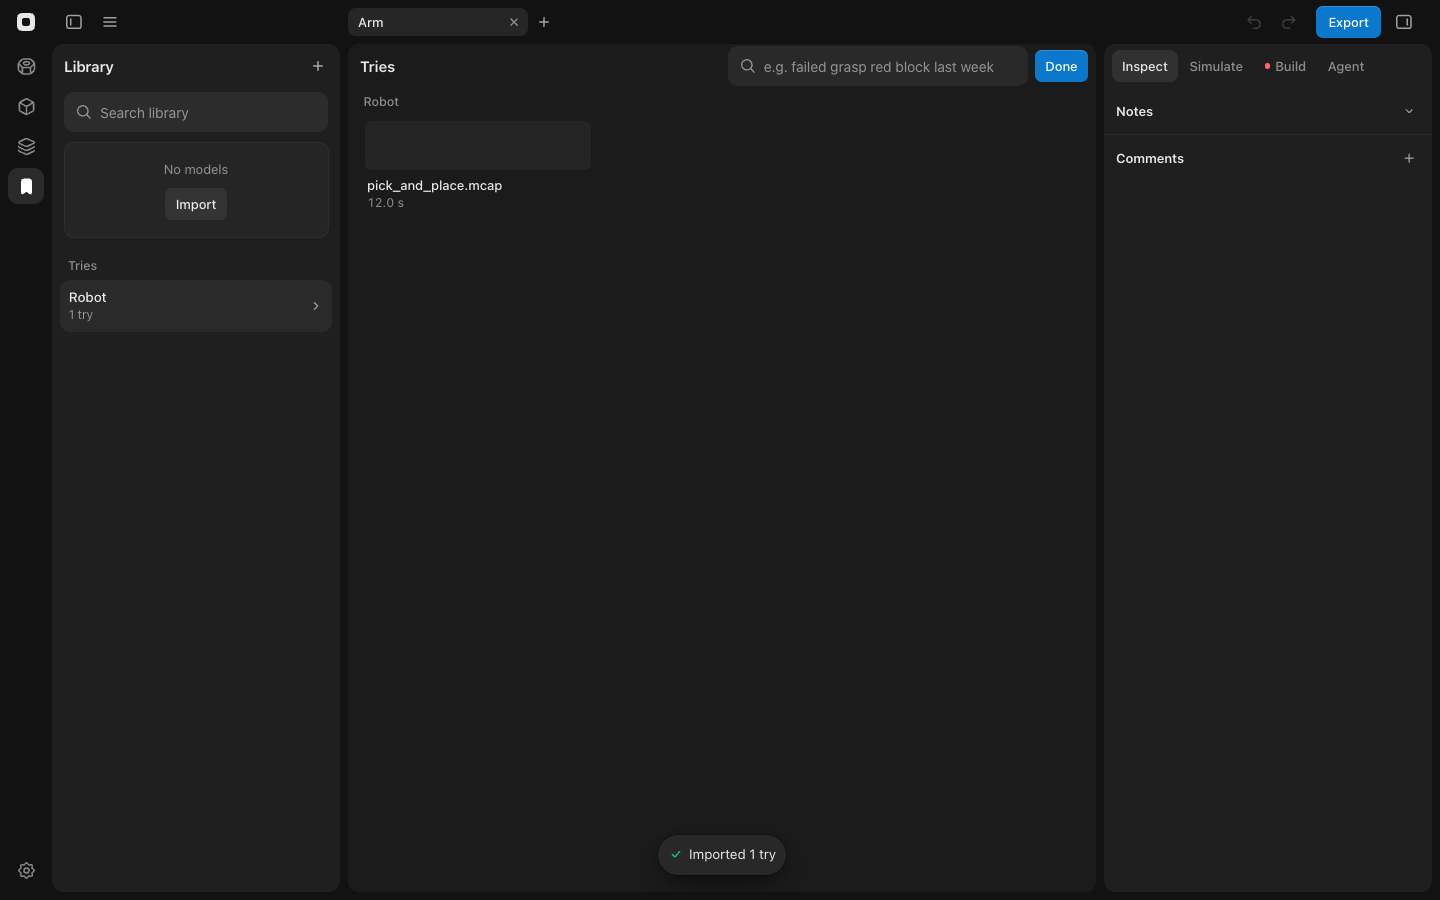 Arm
Export
Library
Search library
No models
Import
Tries
Robot
1 try
Tries
e.g. failed grasp red block last week
Done
Robot
pick_and_place.mcap
12.0 s
Imported 1 try
Inspect
Simulate
Build
Agent
Notes
Comments